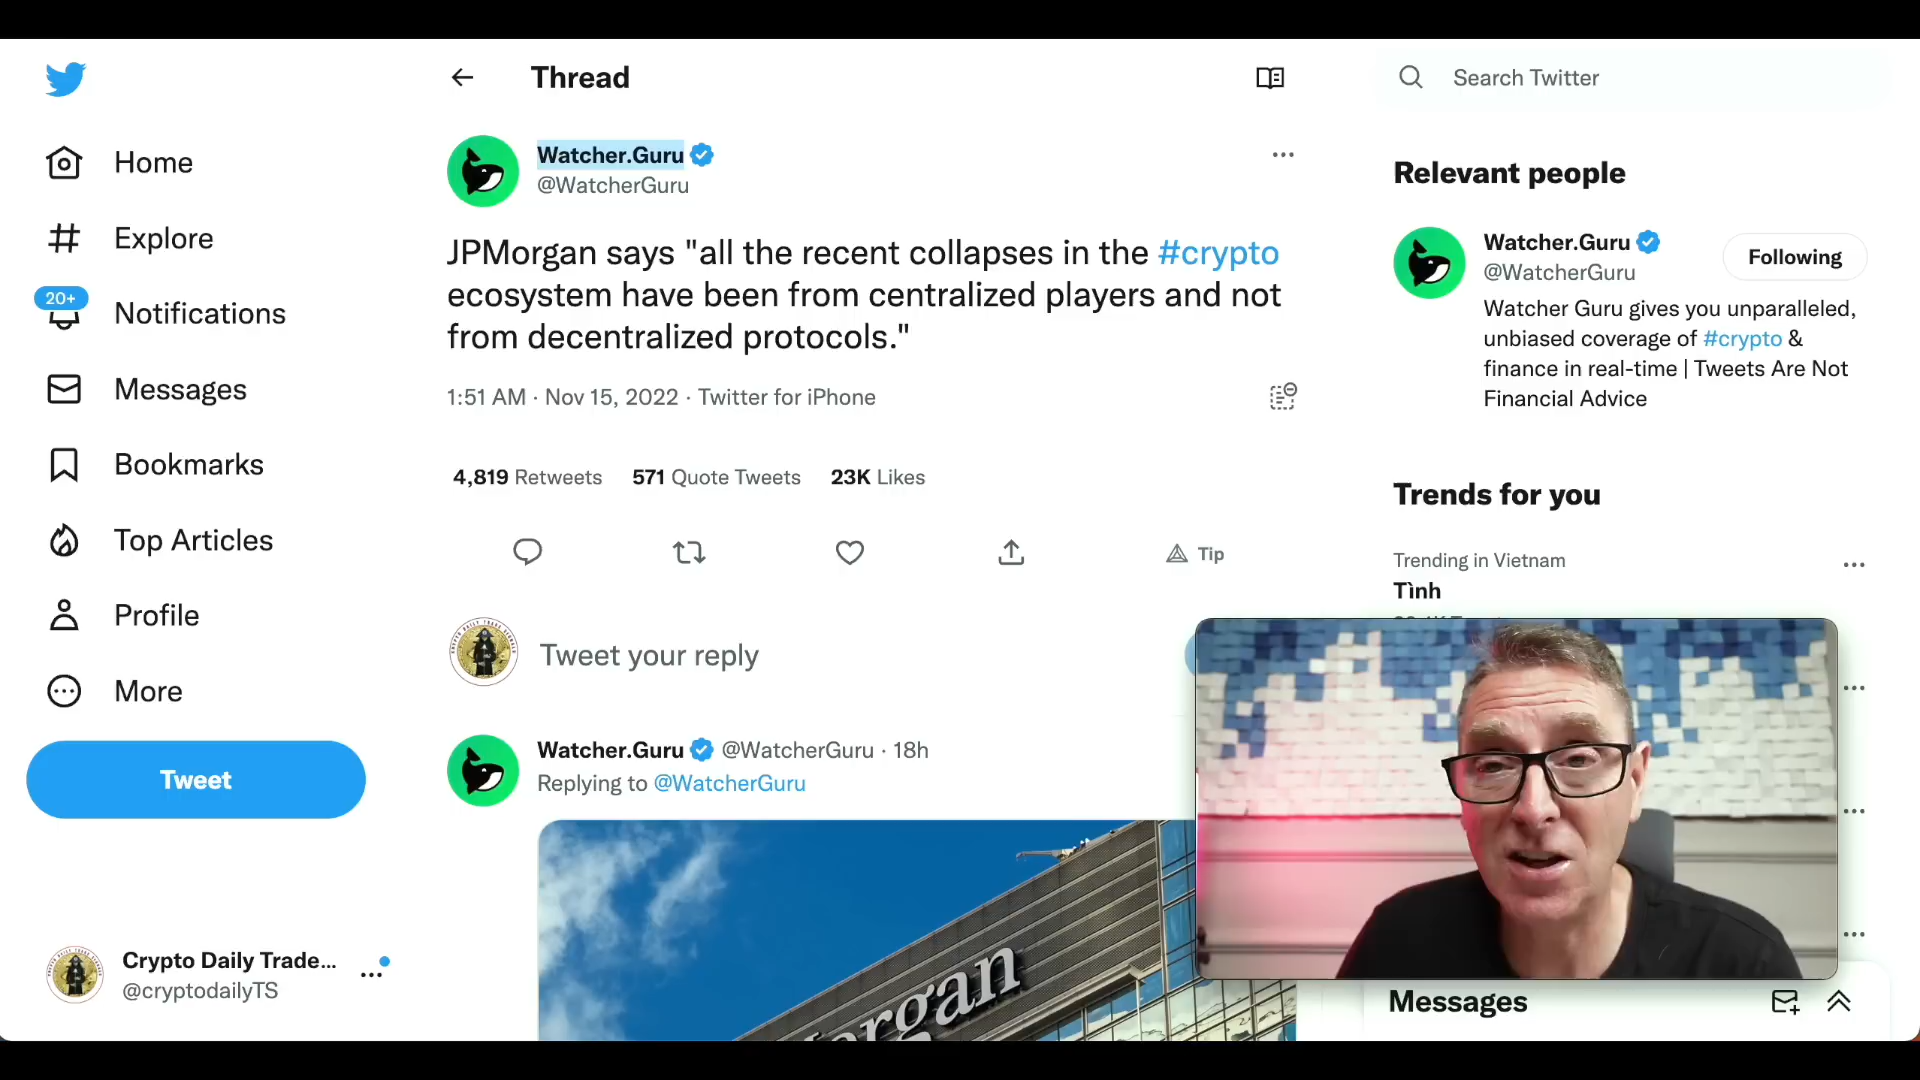 Thread
Search Twitter
Home
Explore
20+
Notifications
Messages
Bookmarks
Top Articles
Profile
More
Tweet
Crypto Daily Trade...
@cryptodailyTS
Watcher.Guru
@WatcherGuru
JPMorgan says "all the recent collapses in the #crypto
ecosystem have been from centralized players and not
from decentralized protocols."
1:51 AM · Nov 15, 2022 · Twitter for iPhone
4,819 Retweets 571 Quote Tweets 23K Likes
Tip
Tweet your reply
Watcher.Guru @WatcherGuru · 18h
Replying to @WatcherGuru
organ
Relevant people
Watcher.Guru
@WatcherGuru
Following
Watcher Guru gives you unparalleled,
unbiased coverage of #crypto &
finance in real-time | Tweets Are Not
Financial Advice
Trends for you
Trending in Vietnam
Tình
Messages